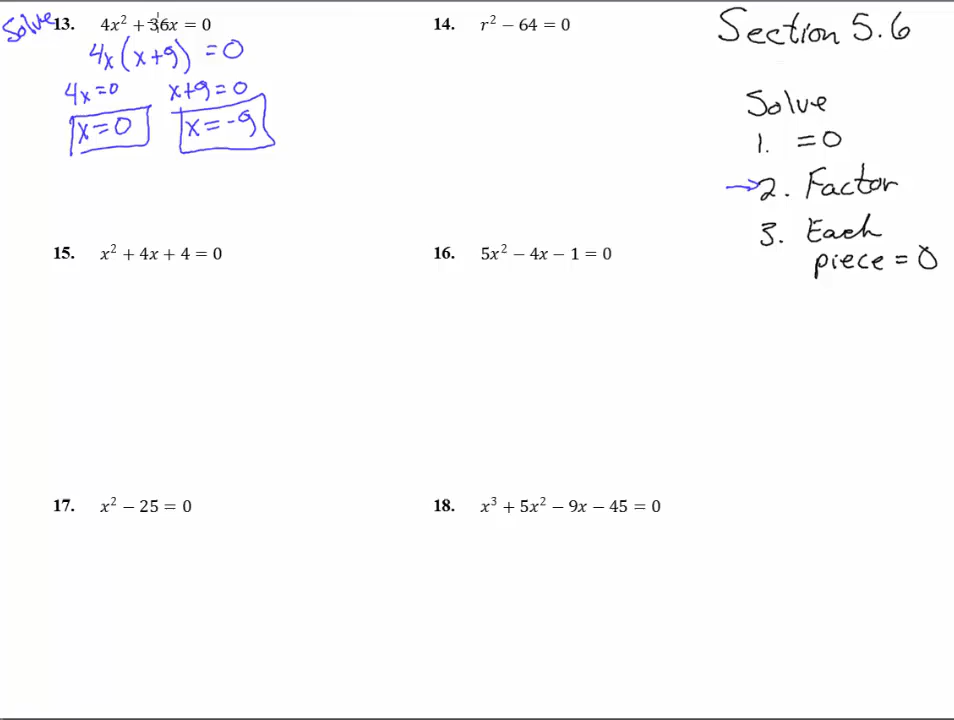 Solve 13. 4x² + 36x = 0
4x(x+9) = 0
4x=0 x+9=0
x=0 x=-9
14. r² − 64 = 0
15. x² + 4x + 4 = 0
16. 5x² − 4x − 1 = 0
17. x² − 25 = 0
18. x³ + 5x² − 9x − 45 = 0
Section 5.6
Solve
1. =0
→2. Factor
3. Each
piece = 0